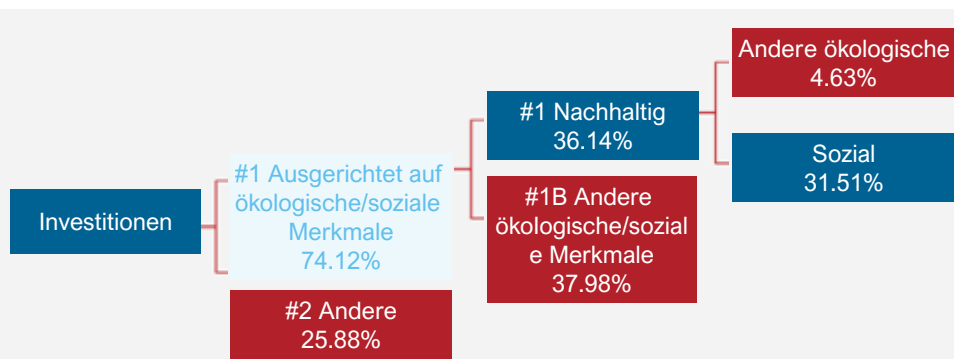 Investitionen
#1 Ausgerichtet auf
ökologische/soziale
Merkmale
74.12%
#2 Andere
25.88%
#1 Nachhaltig
36.14%
#1B Andere
ökologische/sozial
e Merkmale
37.98%
Andere ökologische
4.63%
Sozial
31.51%